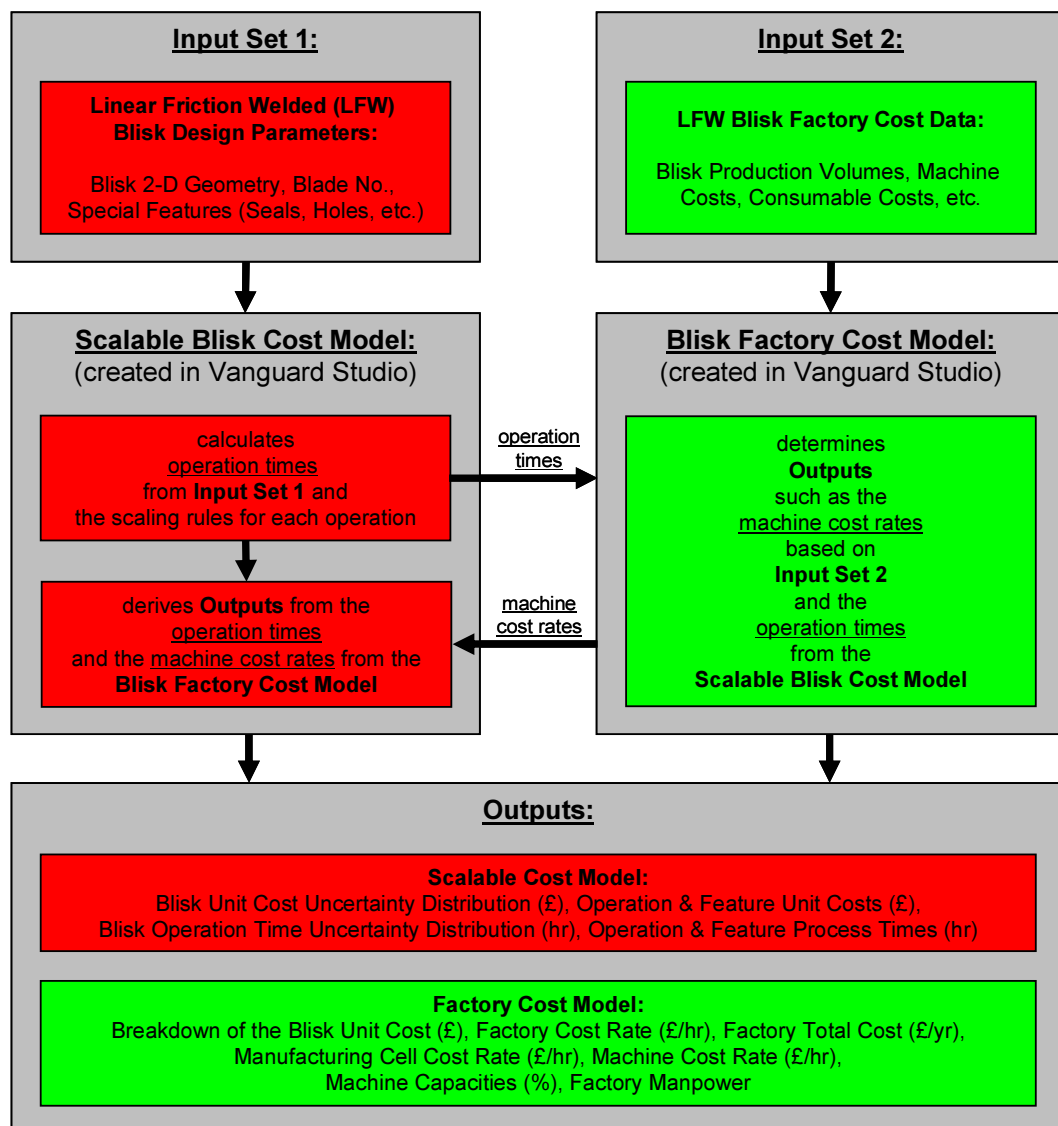 Input Set 1:
Linear Friction Welded (LFW)
Blisk Design Parameters:
Blisk 2-D Geometry, Blade No.,
Special Features (Seals, Holes, etc.)
Input Set 2:
LFW Blisk Factory Cost Data:
Blisk Production Volumes, Machine
Costs, Consumable Costs, etc.
Scalable Blisk Cost Model:
(created in Vanguard Studio)
calculates
operation times
from Input Set 1 and
the scaling rules for each operation
derives Outputs from the
operation times
and the machine cost rates from the
Blisk Factory Cost Model
operation
times
machine
cost rates
Blisk Factory Cost Model:
(created in Vanguard Studio)
determines
Outputs
such as the
machine cost rates
based on
Input Set 2
and the
operation times
from the
Scalable Blisk Cost Model
Outputs:
Scalable Cost Model:
Blisk Unit Cost Uncertainty Distribution (£), Operation & Feature Unit Costs (£),
Blisk Operation Time Uncertainty Distribution (hr), Operation & Feature Process Times (hr)
Factory Cost Model:
Breakdown of the Blisk Unit Cost (£), Factory Cost Rate (£/hr), Factory Total Cost (£/yr),
Manufacturing Cell Cost Rate (£/hr), Machine Cost Rate (£/hr),
Machine Capacities (%), Factory Manpower